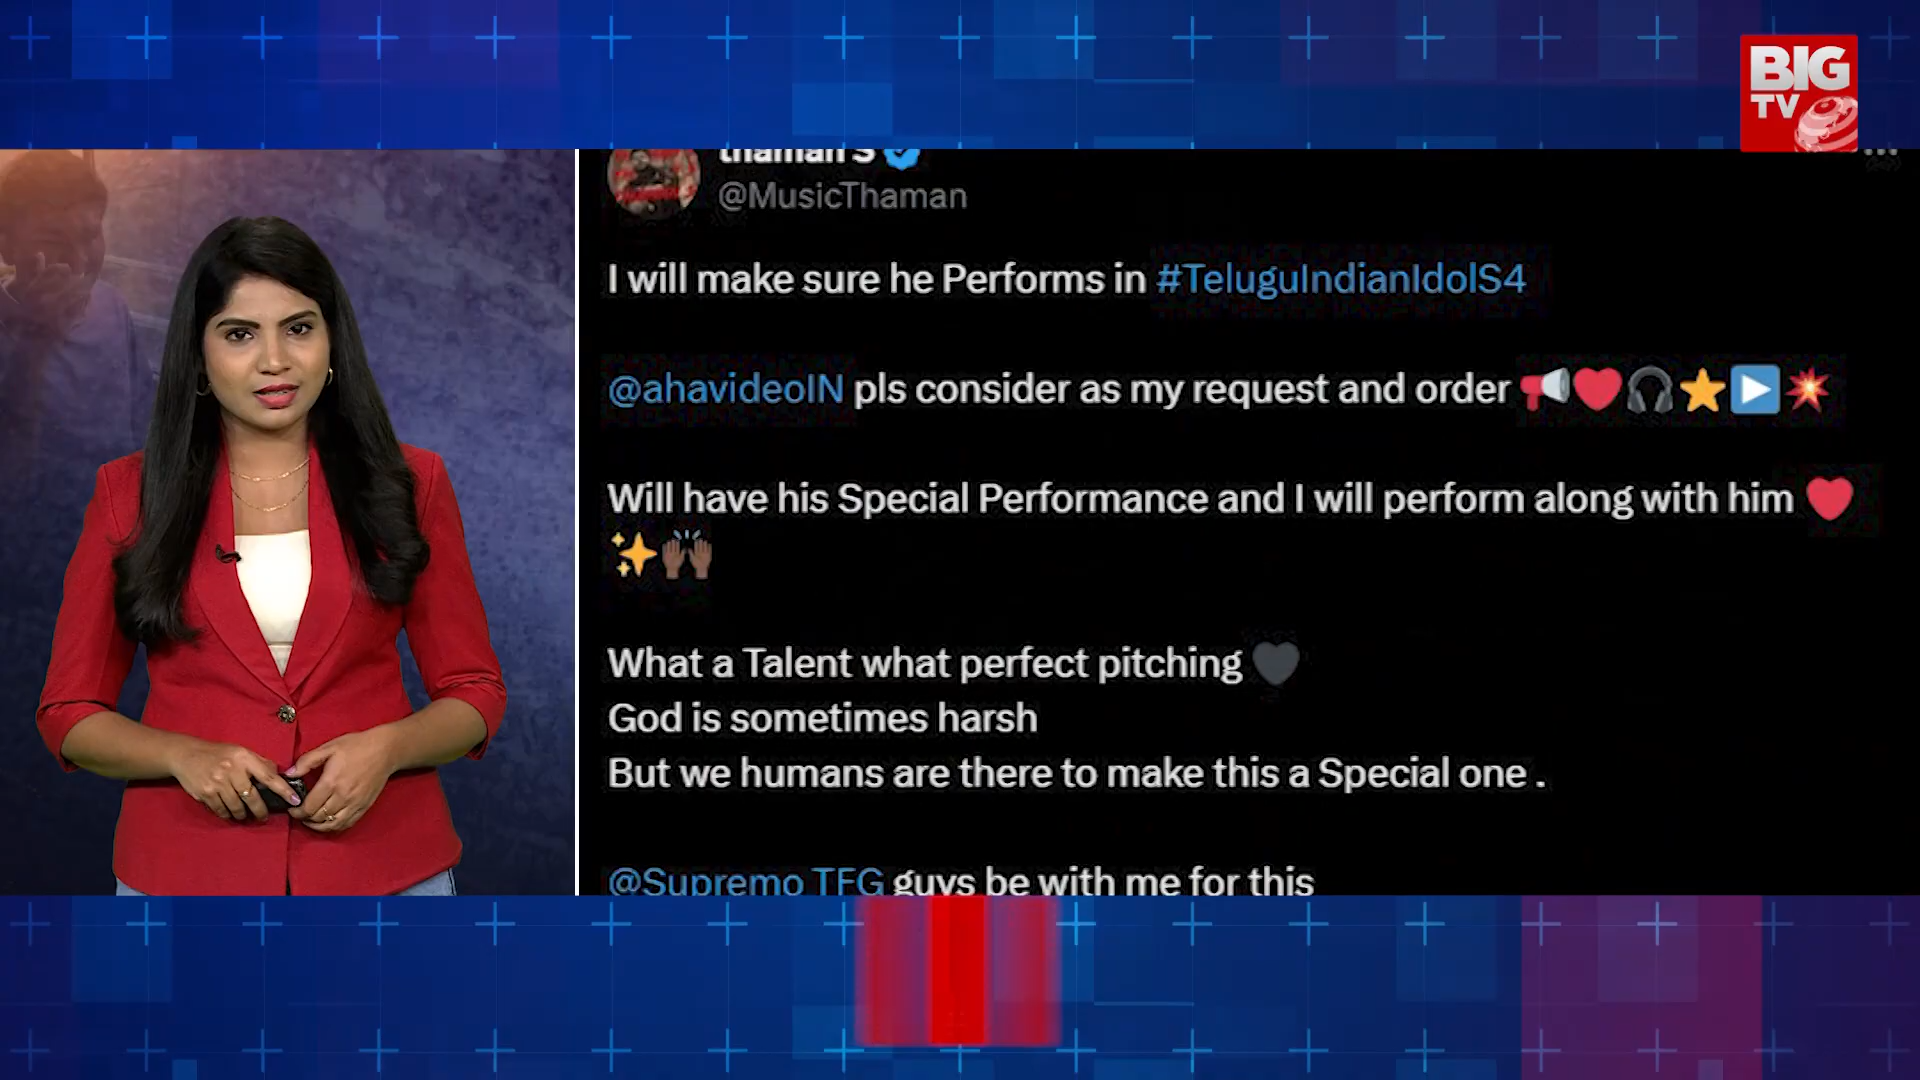 BIG
TV
thaman S
@MusicThaman
I will make sure he Performs in #TeluguIndianIdolS4
@ahavideoIN pls consider as my request and order 📢❤️🎧⭐▶️💥
Will have his Special Performance and I will perform along with him ❤️
✨🙌🏾
What a Talent what perfect pitching 🖤
God is sometimes harsh
But we humans are there to make this a Special one .
@Supremo TFG guys be with me for this